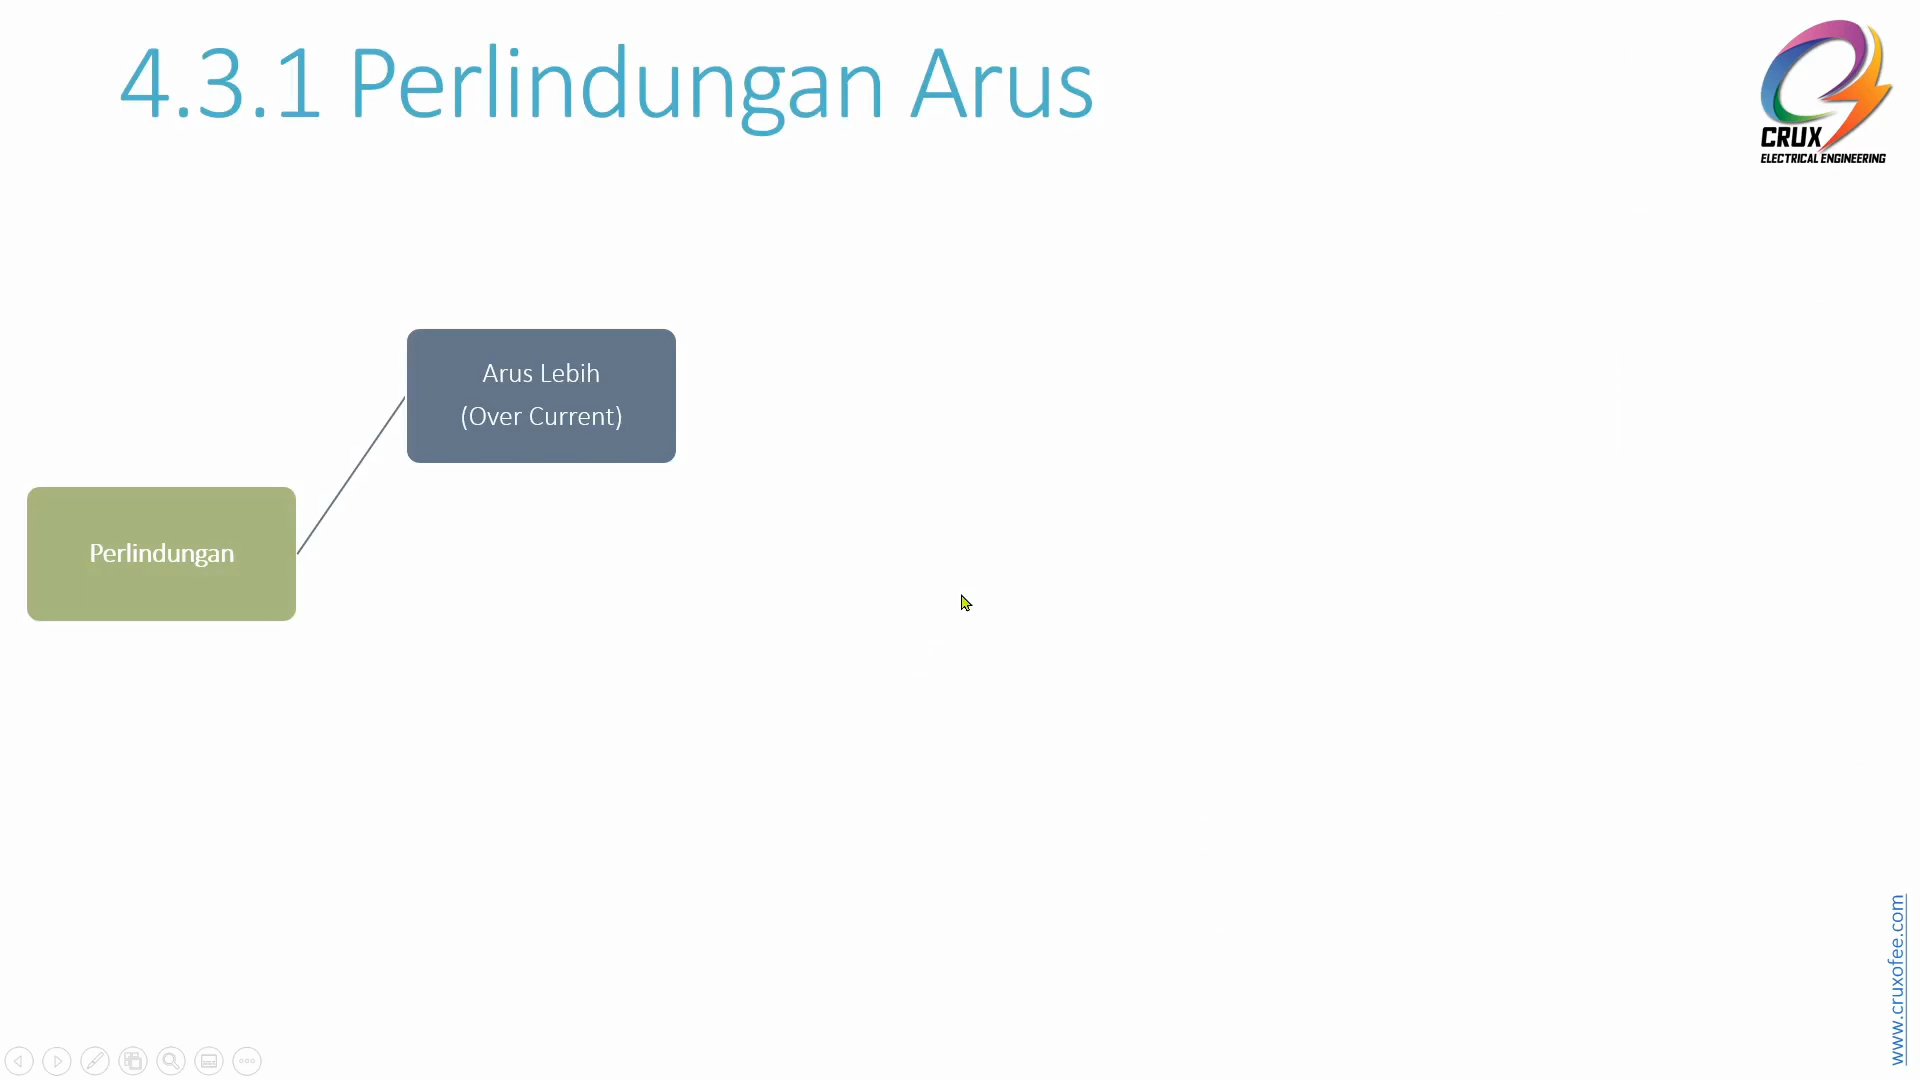 4.3.1 Perlindungan Arus
CRUX
ELECTRICAL ENGINEERING
Arus Lebih
(Over Current)
Perlindungan
www.cruxofee.com